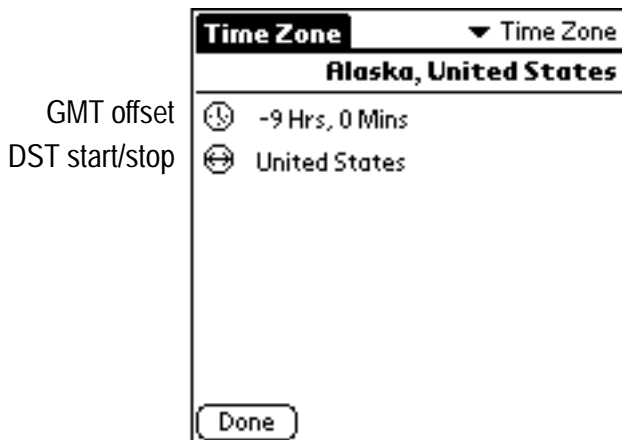 Time Zone Time Zone
Alaska, United States
GMT offset -9 Hrs, 0 Mins
DST start/stop United States
Done